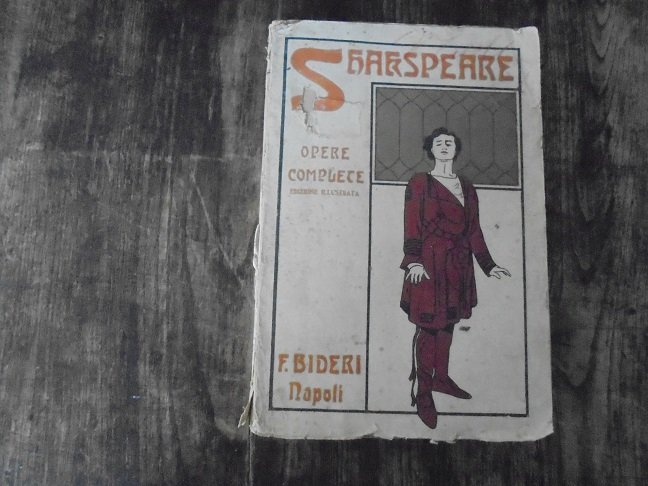 SHAKSPEARE
OPERE
COMPLETE
EDIZIONE ILLUSTRATA
F. BIDERI
Napoli